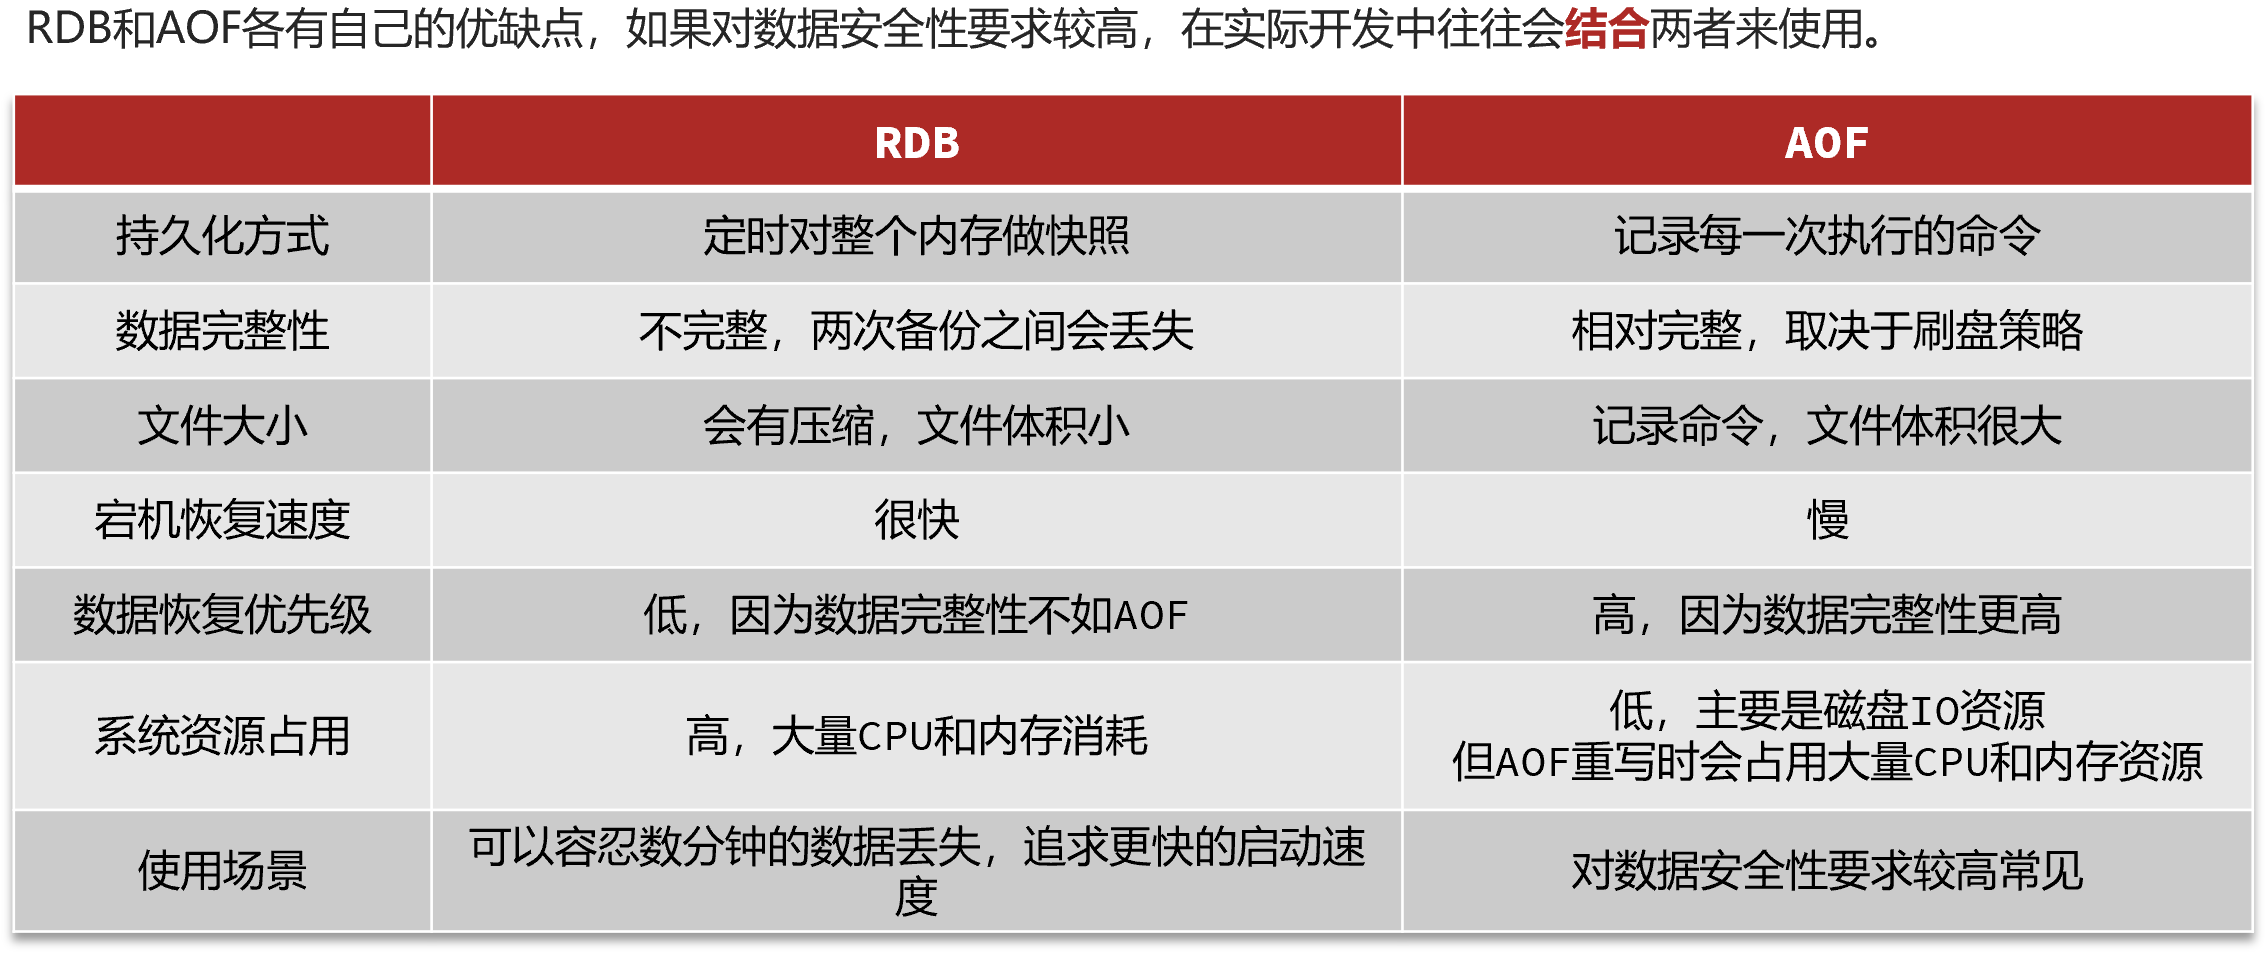 RDB和AOF各有自己的优缺点，如果对数据安全性要求较高，在实际开发中往往会结合两者来使用。
RDB AOF
持久化方式 定时对整个内存做快照 记录每一次执行的命令
数据完整性 不完整，两次备份之间会丢失 相对完整，取决于刷盘策略
文件大小 会有压缩，文件体积小 记录命令，文件体积很大
宕机恢复速度 很快 慢
数据恢复优先级 低，因为数据完整性不如AOF 高，因为数据完整性更高
系统资源占用 高，大量CPU和内存消耗 低，主要是磁盘IO资源
但AOF重写时会占用大量CPU和内存资源
使用场景 可以容忍数分钟的数据丢失，追求更快的启动速
度 对数据安全性要求较高常见